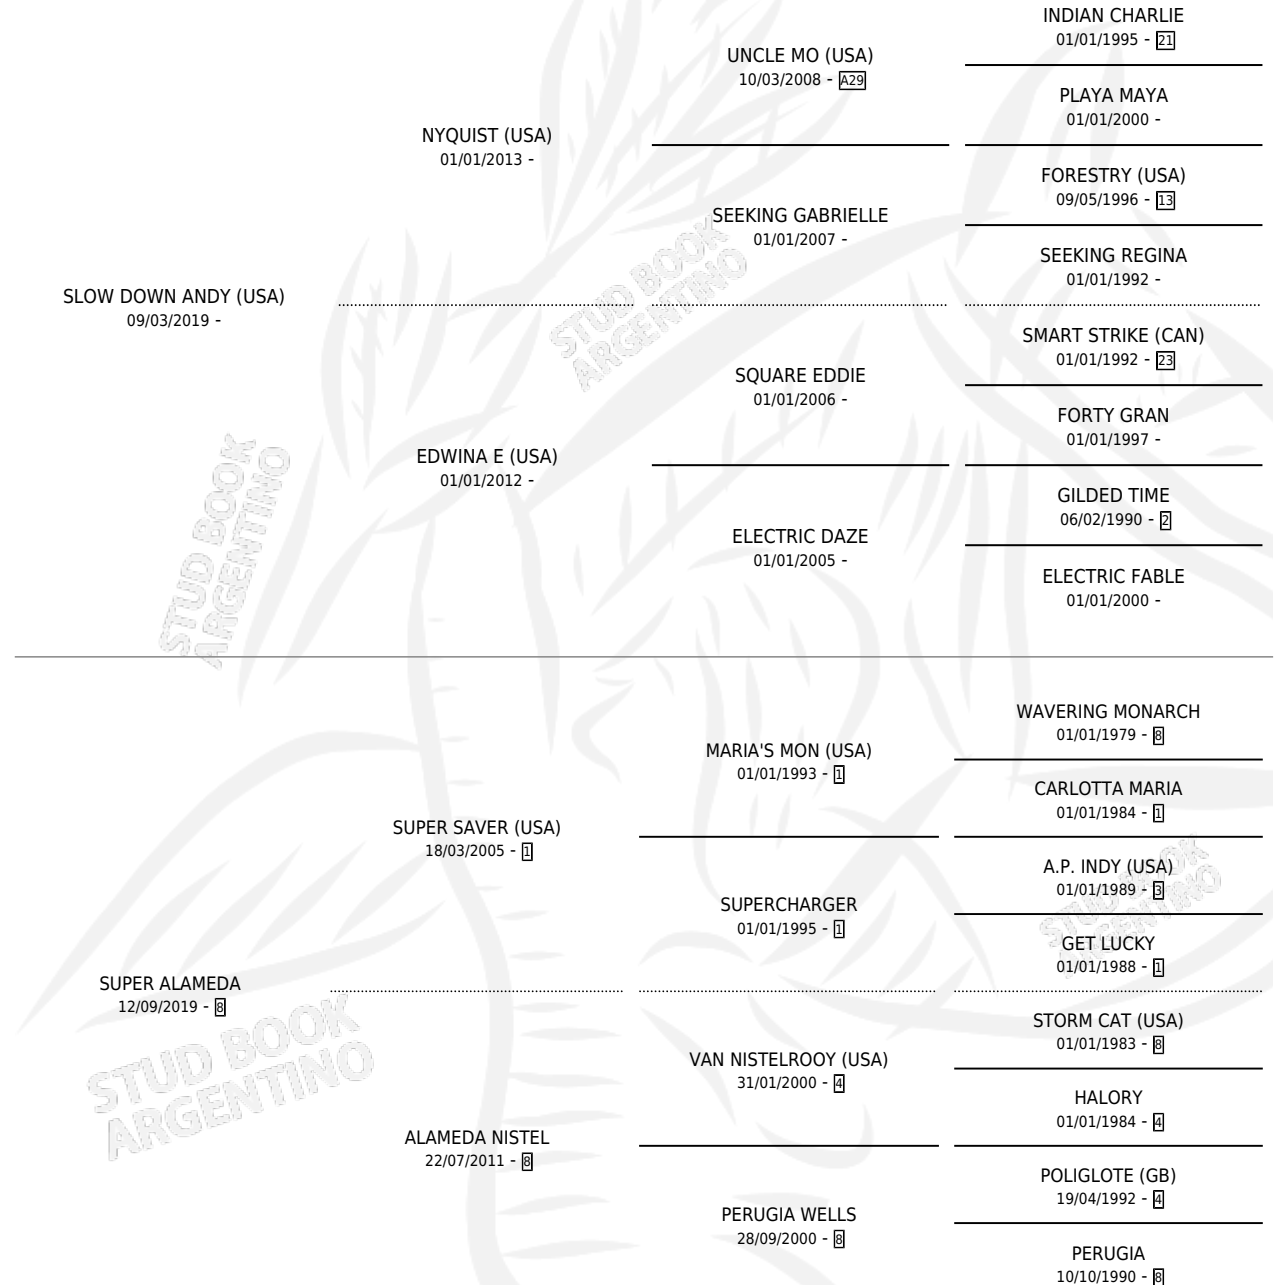 INDIAN CHARLIE
01/01/1995 - 21
UNCLE MO (USA)
10/03/2008 - A29
PLAYA MAYA
01/01/2000 -
NYQUIST (USA)
01/01/2013 -
FORESTRY (USA)
09/05/1996 - 13
SEEKING GABRIELLE
01/01/2007 -
SEEKING REGINA
01/01/1992 -
SLOW DOWN ANDY (USA)
09/03/2019 -
SMART STRIKE (CAN)
01/01/1992 - 23
SQUARE EDDIE
01/01/2006 -
FORTY GRAN
01/01/1997 -
EDWINA E (USA)
01/01/2012 -
GILDED TIME
06/02/1990 - 2
ELECTRIC DAZE
01/01/2005 -
ELECTRIC FABLE
01/01/2000 -
WAVERING MONARCH
01/01/1979 - 8
MARIA'S MON (USA)
01/01/1993 - 1
CARLOTTA MARIA
01/01/1984 - 1
SUPER SAVER (USA)
18/03/2005 - 1
A.P. INDY (USA)
01/01/1989 - 3
SUPERCHARGER
01/01/1995 - 1
GET LUCKY
01/01/1988 - 1
SUPER ALAMEDA
12/09/2019 - 8
STORM CAT (USA)
01/01/1983 - 8
VAN NISTELROOY (USA)
31/01/2000 - 4
HALORY
01/01/1984 - 4
ALAMEDA NISTEL
22/07/2011 - 8
POLIGLOTE (GB)
19/04/1992 - 4
PERUGIA WELLS
28/09/2000 - 8
PERUGIA
10/10/1990 - 8
STUD BOOK
ARGENTINO
STUD BOOK
ARGENTINO
STUD BOOK
ARGENTINO
STUD BOOK
ARGENTINO